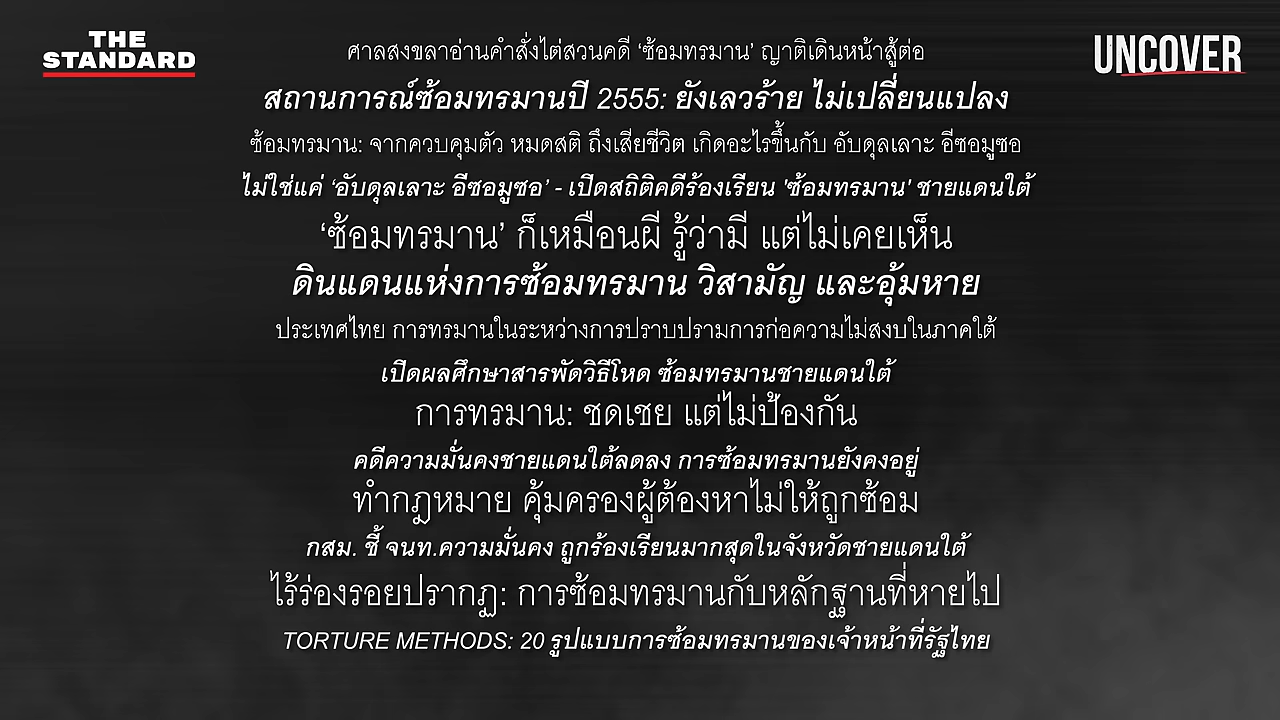 THE
STANDARD
UNCOVER
ศาลสงขลาอ่านคำสั่งไต่สวนคดี ‘ซ้อมทรมาน’ ญาติเดินหน้าสู้ต่อ
สถานการณ์ซ้อมทรมานปี 2555: ยังเลวร้าย ไม่เปลี่ยนแปลง
ซ้อมทรมาน: จากควบคุมตัว หมดสติ ถึงเสียชีวิต เกิดอะไรขึ้นกับ อับดุลเลาะ อีซอมูซอ
ไม่ใช่แค่ ‘อับดุลเลาะ อีซอมูซอ’ - เปิดสถิติคดีร้องเรียน 'ซ้อมทรมาน' ชายแดนใต้
‘ซ้อมทรมาน’ ก็เหมือนผี รู้ว่ามี แต่ไม่เคยเห็น
ดินแดนแห่งการซ้อมทรมาน วิสามัญ และอุ้มหาย
ประเทศไทย การทรมานในระหว่างการปราบปรามการก่อความไม่สงบในภาคใต้
เปิดผลศึกษาสารพัดวิธีโหด ซ้อมทรมานชายแดนใต้
การทรมาน: ชดเชย แต่ไม่ป้องกัน
คดีความมั่นคงชายแดนใต้ลดลง การซ้อมทรมานยังคงอยู่
ทำกฎหมาย คุ้มครองผู้ต้องหาไม่ให้ถูกซ้อม
กสม. ชี้ จนท.ความมั่นคง ถูกร้องเรียนมากสุดในจังหวัดชายแดนใต้
ไร้ร่องรอยปรากฏ: การซ้อมทรมานกับหลักฐานที่หายไป
TORTURE METHODS: 20 รูปแบบการซ้อมทรมานของเจ้าหน้าที่รัฐไทย